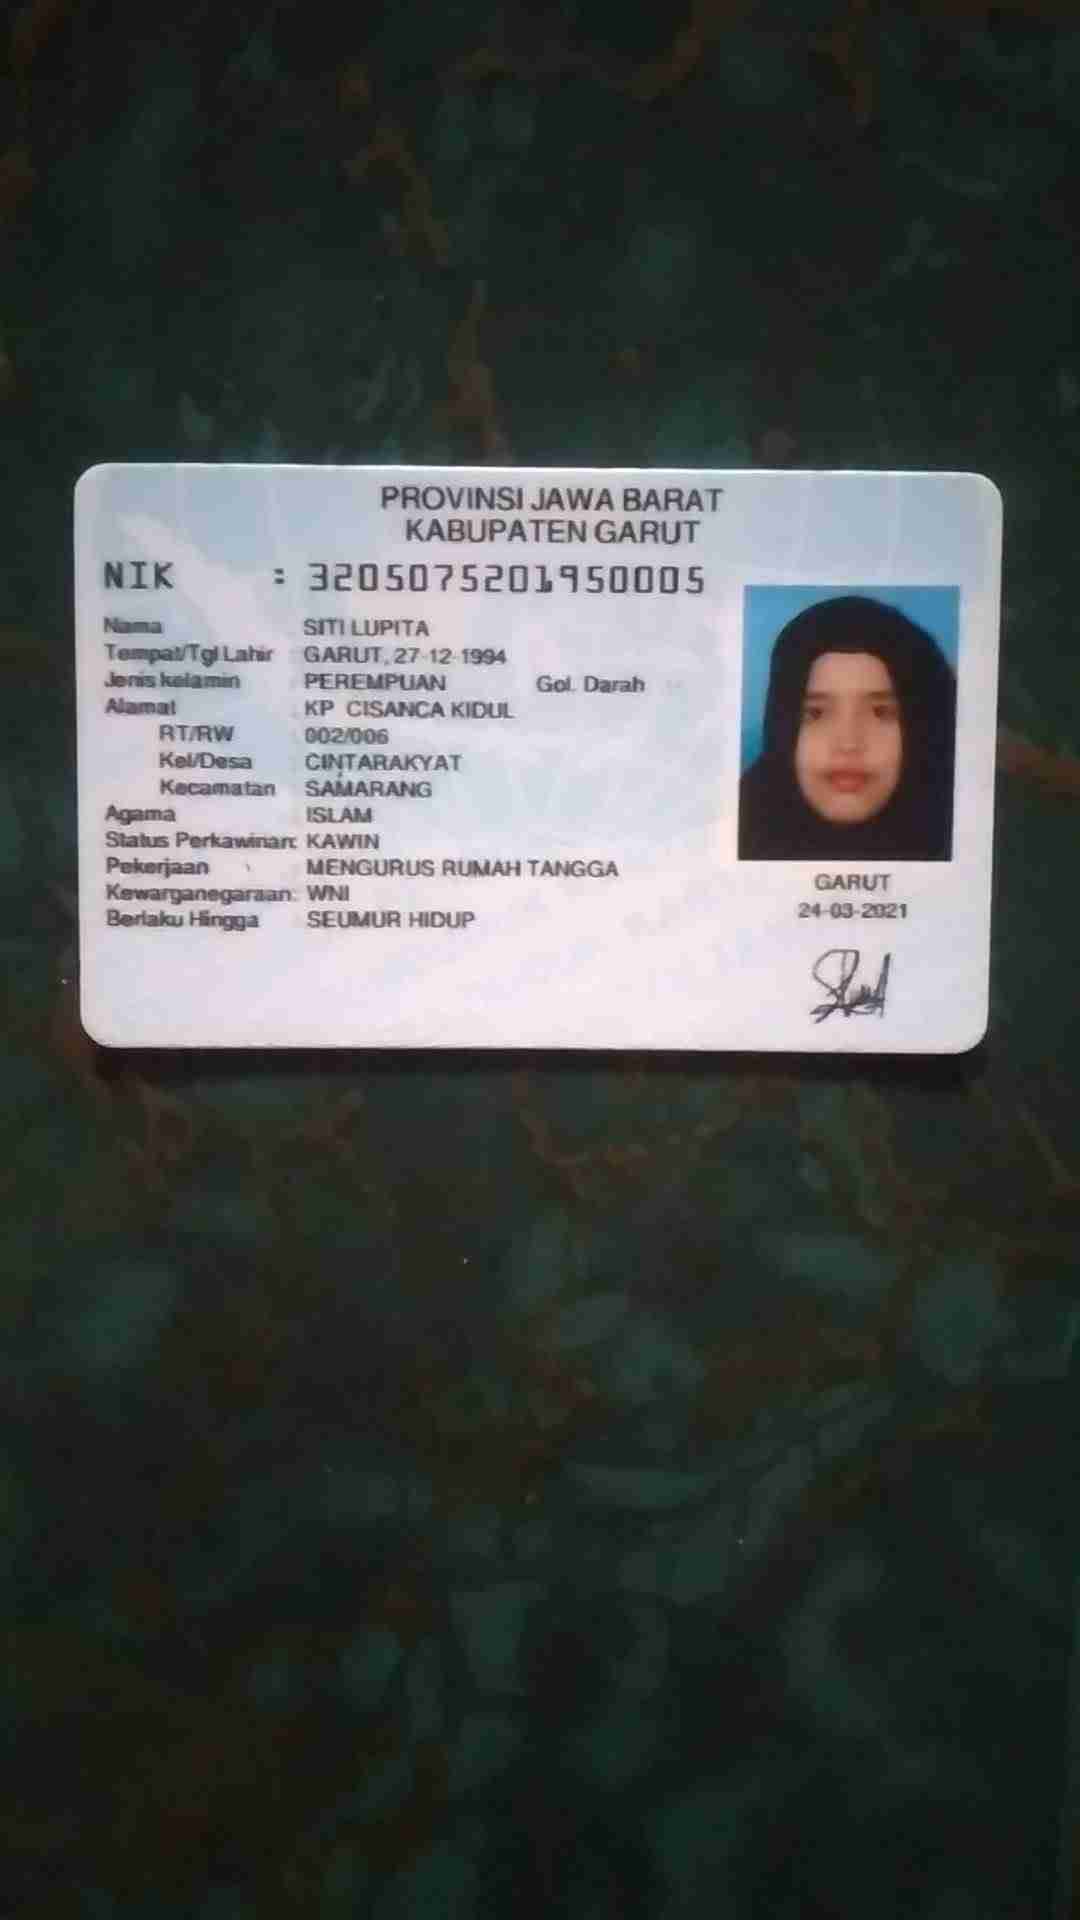 PROVINSI JAWA BARAT
KABUPATEN GARUT
NIK : 3205075201950005
Nama SITI LUPITA
Tempat/Tgl Lahir GARUT, 27-12-1994
Jenis kelamin PEREMPUAN Gol. Darah
Alamat KP CISANCA KIDUL
RT/RW 002/006
Kel/Desa CINTARAKYAT
Kecamatan SAMARANG
Agama ISLAM
Status Perkawinan: KAWIN
Pekerjaan MENGURUS RUMAH TANGGA
Kewarganegaraan: WNI
Berlaku Hingga SEUMUR HIDUP
GARUT
24-03-2021